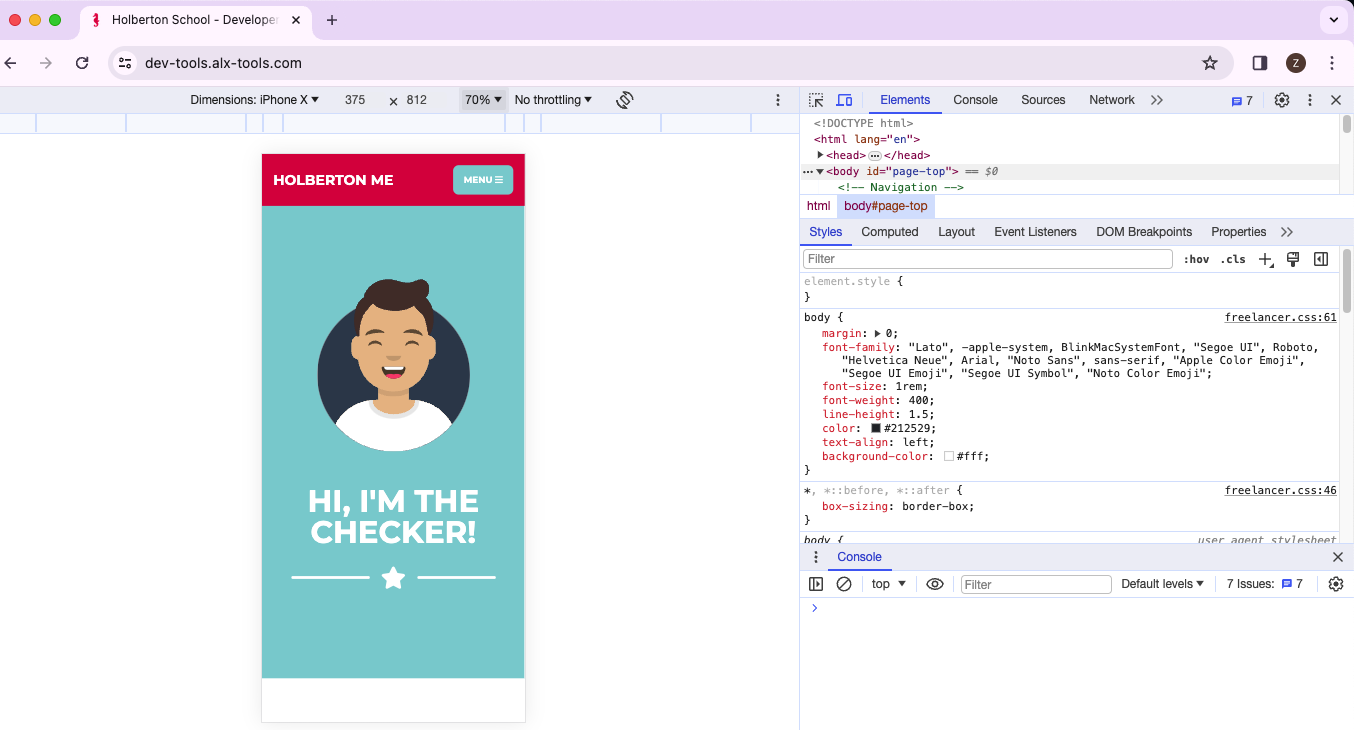 Holberton School - Developer
dev-tools.alx-tools.com
Z
Dimensions: iPhone X
375
×
812
70%
No throttling
Elements
Console
Sources
Network
7
<!DOCTYPE html>
<html lang="en">
<head> ⋯ </head>
<body id="page-top"> == $0
<!-- Navigation -->
html
body#page-top
Styles
Computed
Layout
Event Listeners
DOM Breakpoints
Properties
Filter
:hov
.cls
element.style {
}
body {
freelancer.css:61
margin: 0;
font-family: "Lato", -apple-system, BlinkMacSystemFont, "Segoe UI", Roboto,
"Helvetica Neue", Arial, "Noto Sans", sans-serif, "Apple Color Emoji",
"Segoe UI Emoji", "Segoe UI Symbol", "Noto Color Emoji";
font-size: 1rem;
font-weight: 400;
line-height: 1.5;
color: #212529;
text-align: left;
background-color: #fff;
}
*, *::before, *::after {
freelancer.css:46
box-sizing: border-box;
}
body {
user agent stylesheet
Console
top
Filter
Default levels
7 Issues:
7
HOLBERTON ME
MENU
HI, I'M THE
CHECKER!